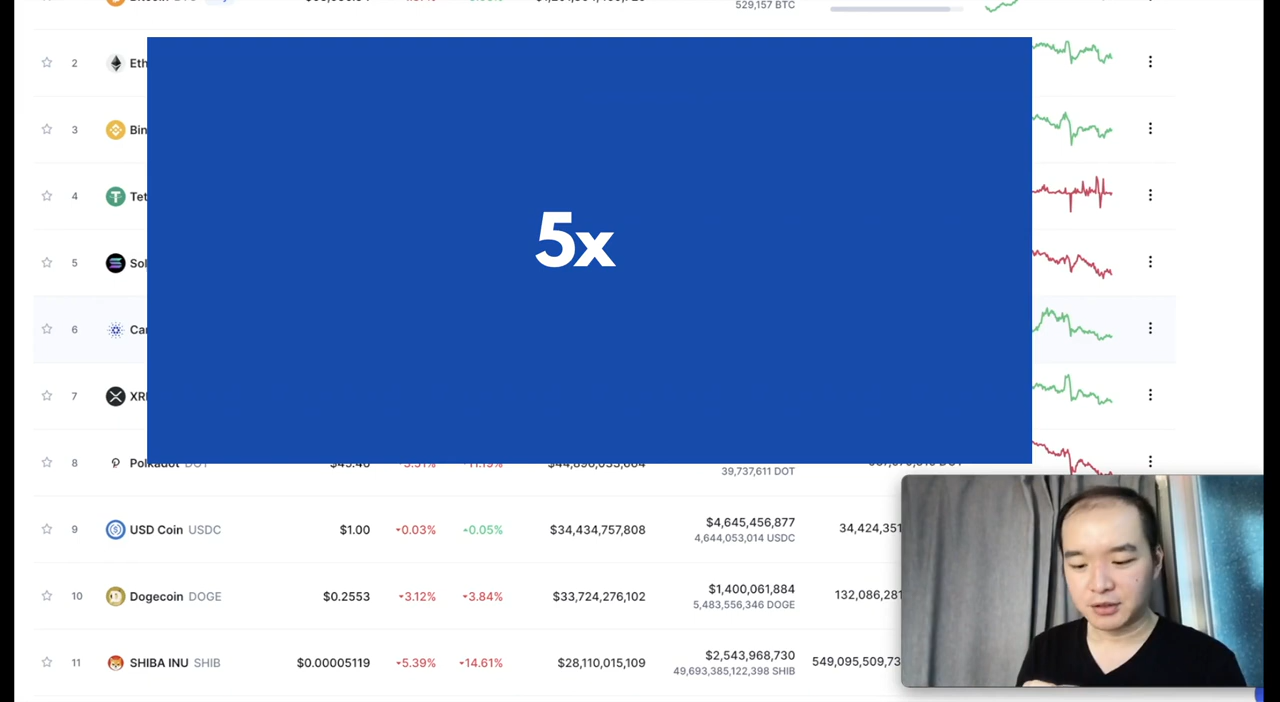 529,157 BTC
2 Eth
3 Bin
4 Tet
5 Sol
6 Car
7 XRI
5x
8 Polkadot DOT
39,737,611 DOT
9 USD Coin USDC $1.00 0.03% 0.05% $34,434,757,808 $4,645,456,877 34,424,351
4,644,053,014 USDC
10 Dogecoin DOGE $0.2553 3.12% 3.84% $33,724,276,102 $1,400,061,884 132,086,281
5,483,556,346 DOGE
11 SHIBA INU SHIB $0.00005119 5.39% 14.61% $28,110,015,109 $2,543,968,730 549,095,509,73
49,693,385,122,398 SHIB